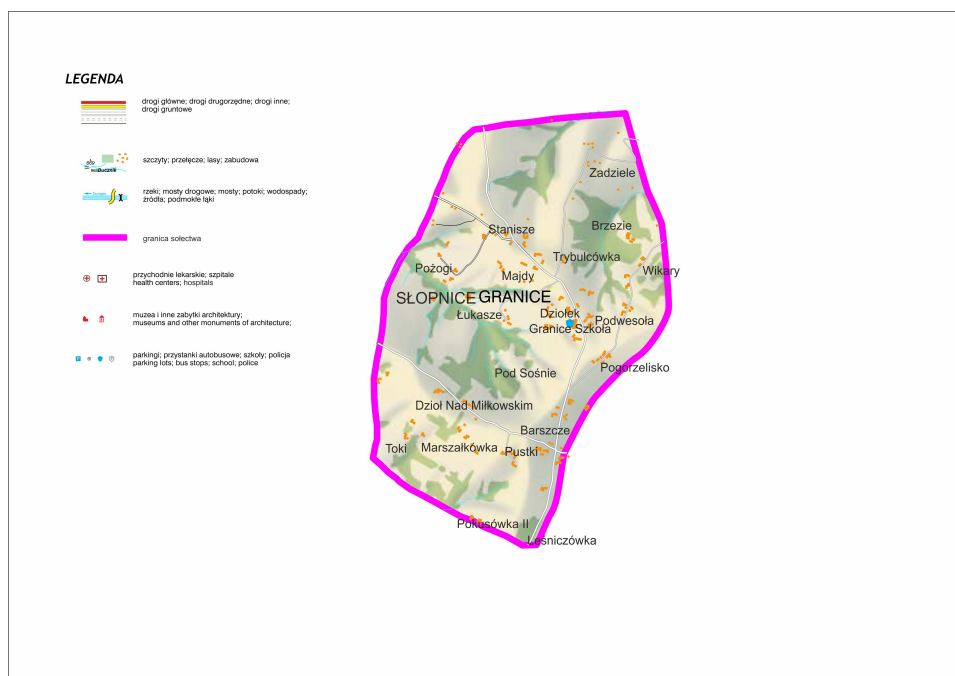 LEGENDA
drogi główne; drogi drugorzędne; drogi inne;
drogi gruntowe
szczyty; przełęcze; lasy; zabudowa
rzeki; mosty drogowe; mosty; potoki; wodospady;
źródła; podmokłe łąki
granica sołectwa
przychodnie lekarskie; szpitale
health centers; hospitals
muzea i inne zabytki architektury;
museums and other monuments of architecture;
parkingi; przystanki autobusowe; szkoły; policja
parking lots; bus stops; school; police
Zadziele
Stanisze
Brzezie
Trybulcówka
Pożogi
Majdy
Wikary
SŁOPNICE GRANICE
Łukasze
Dziołek
Podwesoła
Granice Szkoła
Pod Sośnie
Pogorzelisko
Dzioł Nad Miłkowskim
Barszcze
Toki
Marszałkówka
Pustki
Pokusówka II
Leśniczówka